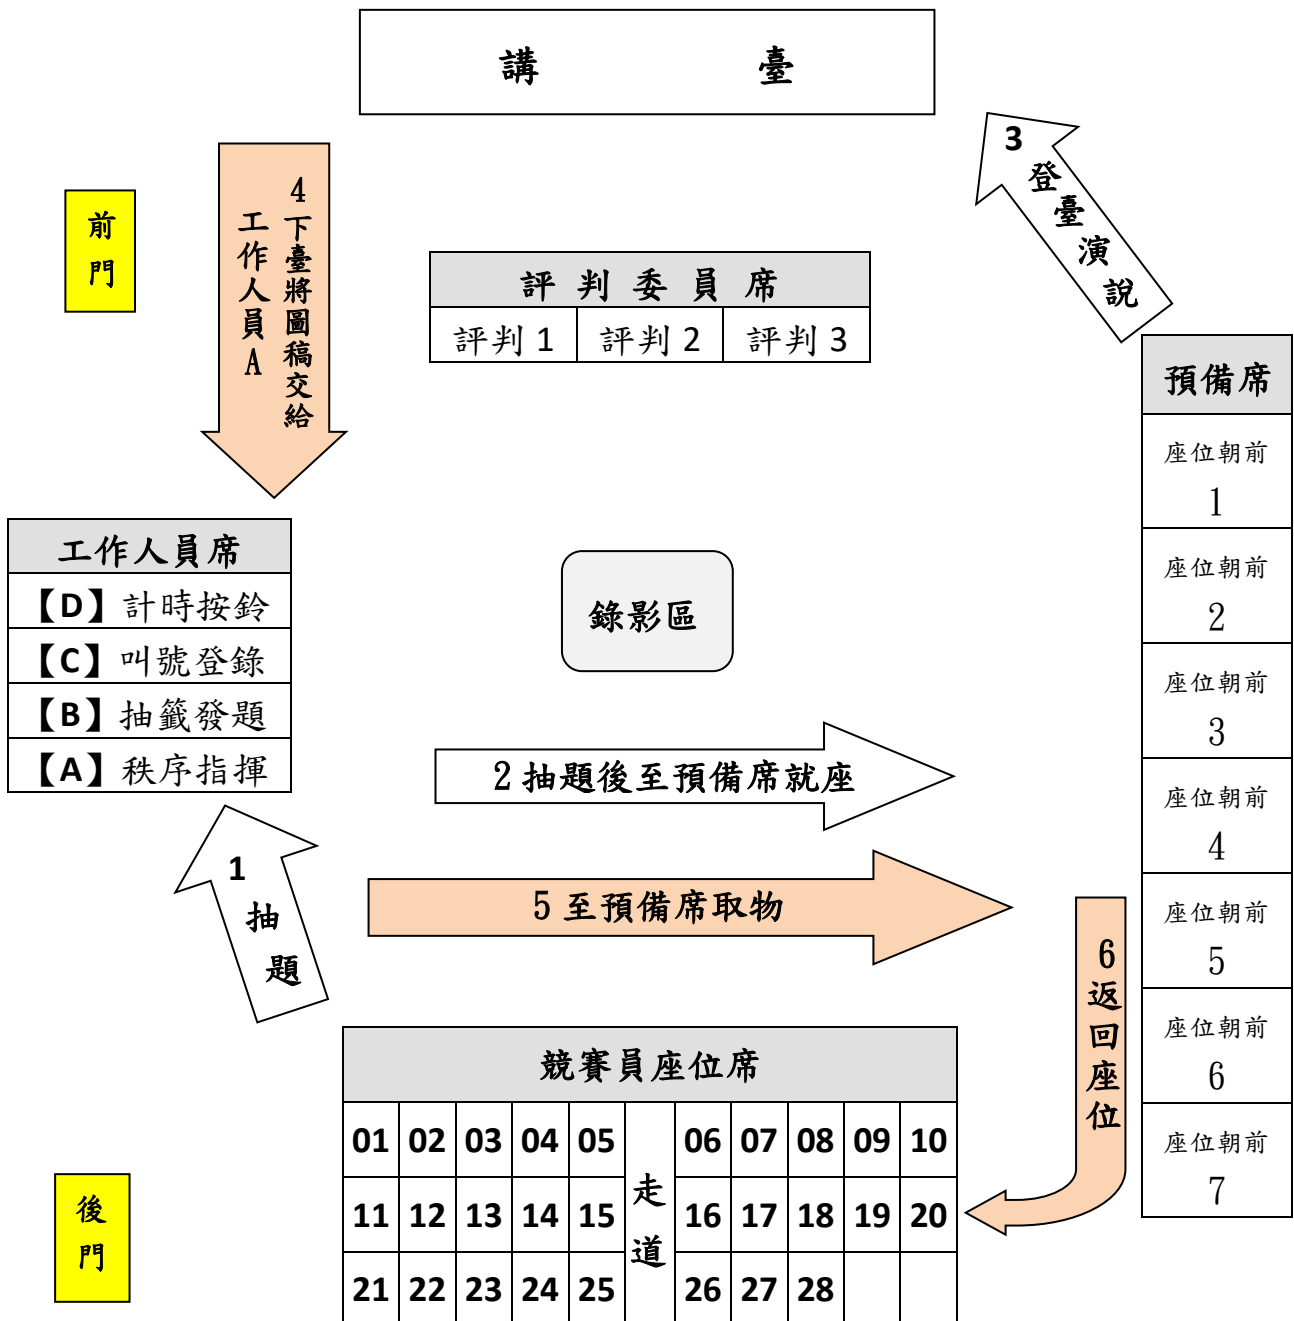 講臺
3登臺演說
4下臺將圖稿交給
工作人員A
前門
評判委員席
評判1 評判2 評判3
預備席
座位朝前
1
座位朝前
2
座位朝前
3
座位朝前
4
座位朝前
5
座位朝前
6
座位朝前
7
工作人員席
【D】計時按鈴
【C】叫號登錄
【B】抽籤發題
【A】秩序指揮
錄影區
2抽題後至預備席就座
1抽題
5至預備席取物
6返回座位
競賽員座位席
01 02 03 04 05 06 07 08 09 10
走道
11 12 13 14 15 16 17 18 19 20
21 22 23 24 25 26 27 28
後門